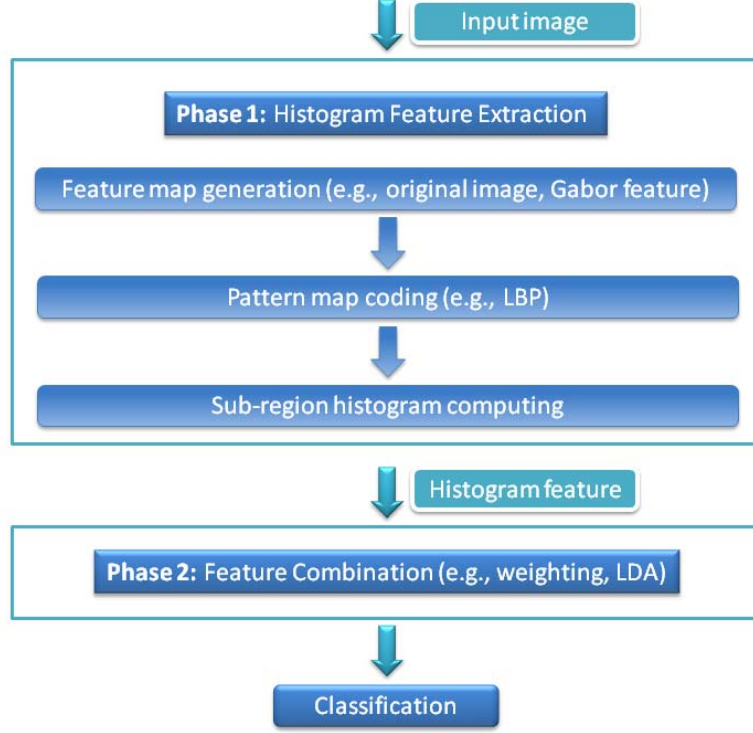 Input image
Phase 1: Histogram Feature Extraction
Feature map generation (e.g., original image, Gabor feature)
Pattern map coding (e.g., LBP)
Sub-region histogram computing
Histogram feature
Phase 2: Feature Combination (e.g., weighting, LDA)
Classification